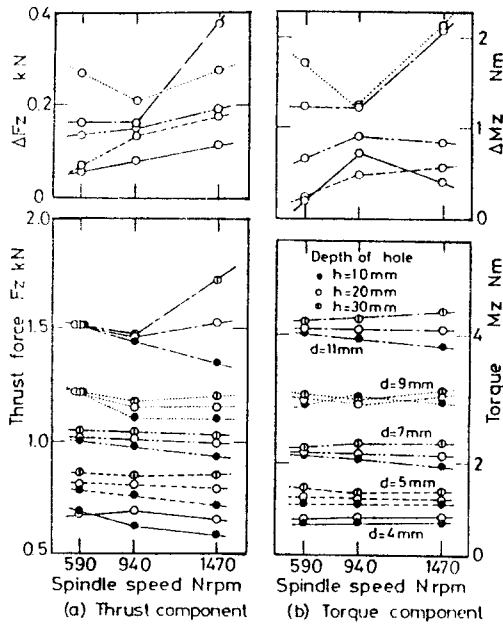 0.4
0.2
0
ΔFz kN
2
1
0
ΔMz Nm
2.0
1.5
1.0
0.5
Thrust force Fz kN
Depth of hole
● h=10mm
○ h=20mm
h=30mm
d=11mm
d=9mm
d=7mm
d=5mm
d=4mm
4
2
0
Torque Mz Nm
590 940 1470
Spindle speed N rpm
(a) Thrust component
590 940 1470
Spindle speed N rpm
(b) Torque component